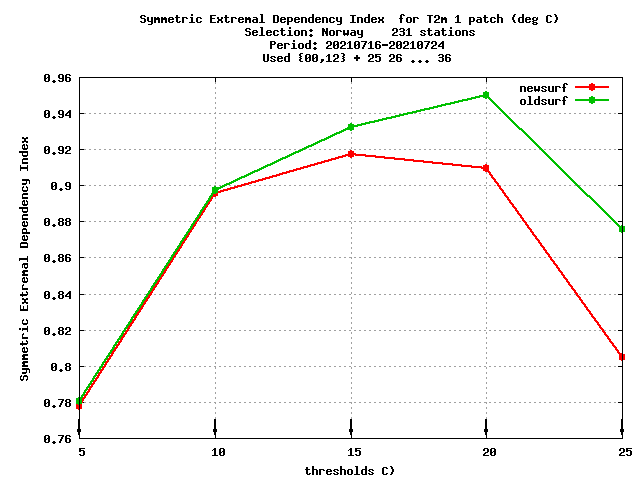 Symmetric Extremal Dependency Index  for T2m 1 patch (deg C)
Selection: Norway    231 stations
Period: 20210716-20210724
Used {00,12} + 25 26 ... 36
newsurf
oldsurf
Symmetric Extremal Dependency Index
0.96
0.94
0.92
0.9
0.88
0.86
0.84
0.82
0.8
0.78
0.76
5 10 15 20 25
thresholds C)